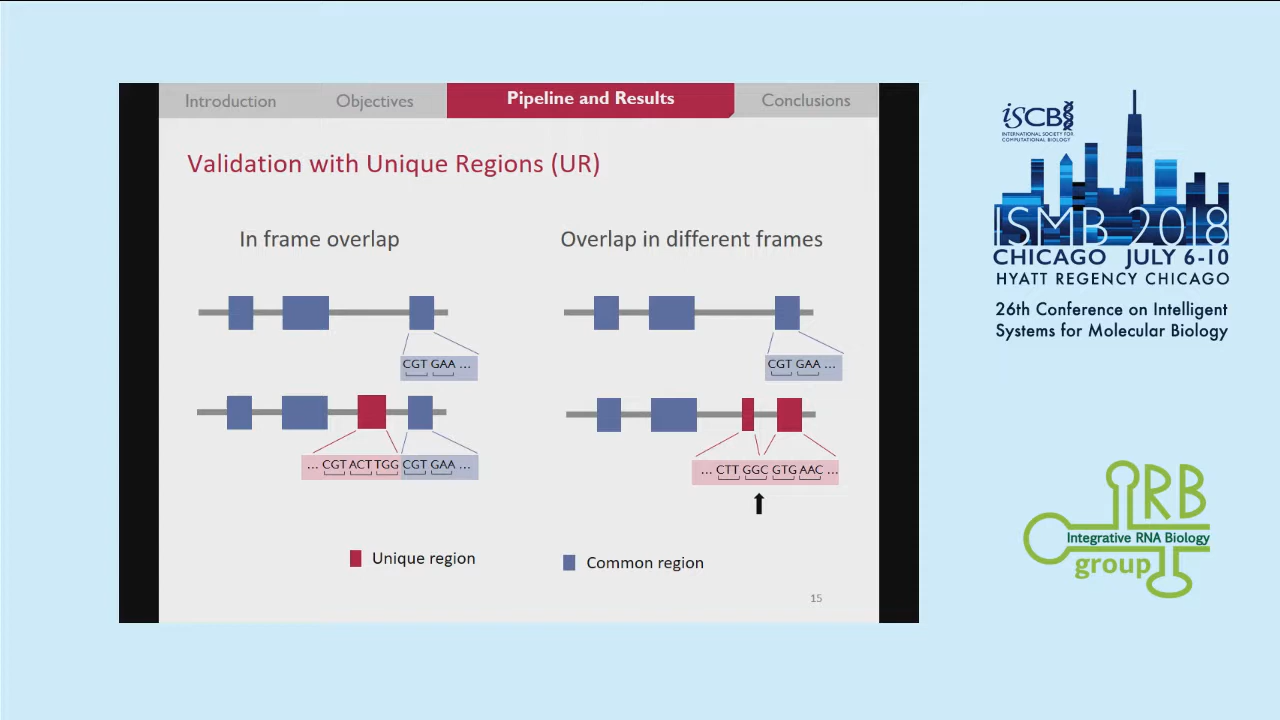 Introduction
Objectives
Pipeline and Results
Conclusions
Validation with Unique Regions (UR)
In frame overlap
Overlap in different frames
CGT GAA ...
CGT GAA ...
... CGT ACT TGG CGT GAA ...
... CTT GGC GTG AAC ...
Unique region
Common region
15
ISCB
INTERNATIONAL SOCIETY FOR
COMPUTATIONAL BIOLOGY
ISMB 2018
CHICAGO JULY 6-10
HYATT REGENCY CHICAGO
26th Conference on Intelligent
Systems for Molecular Biology
iRB
Integrative RNA Biology
group